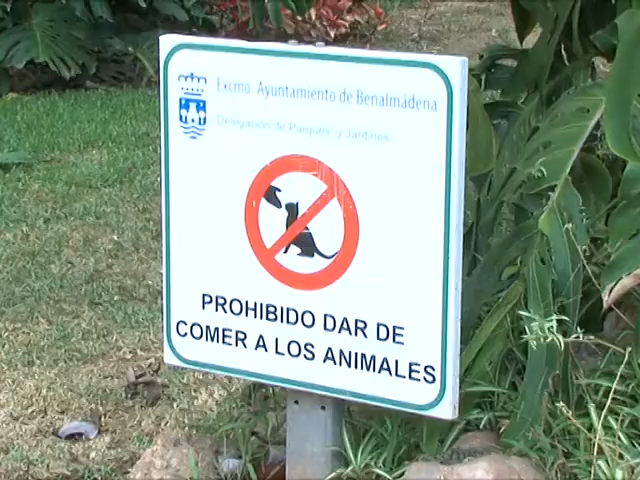 Excmo. Ayuntamiento de Benalmádena
Delegación de Parques y Jardines
PROHIBIDO DAR DE
COMER A LOS ANIMALES